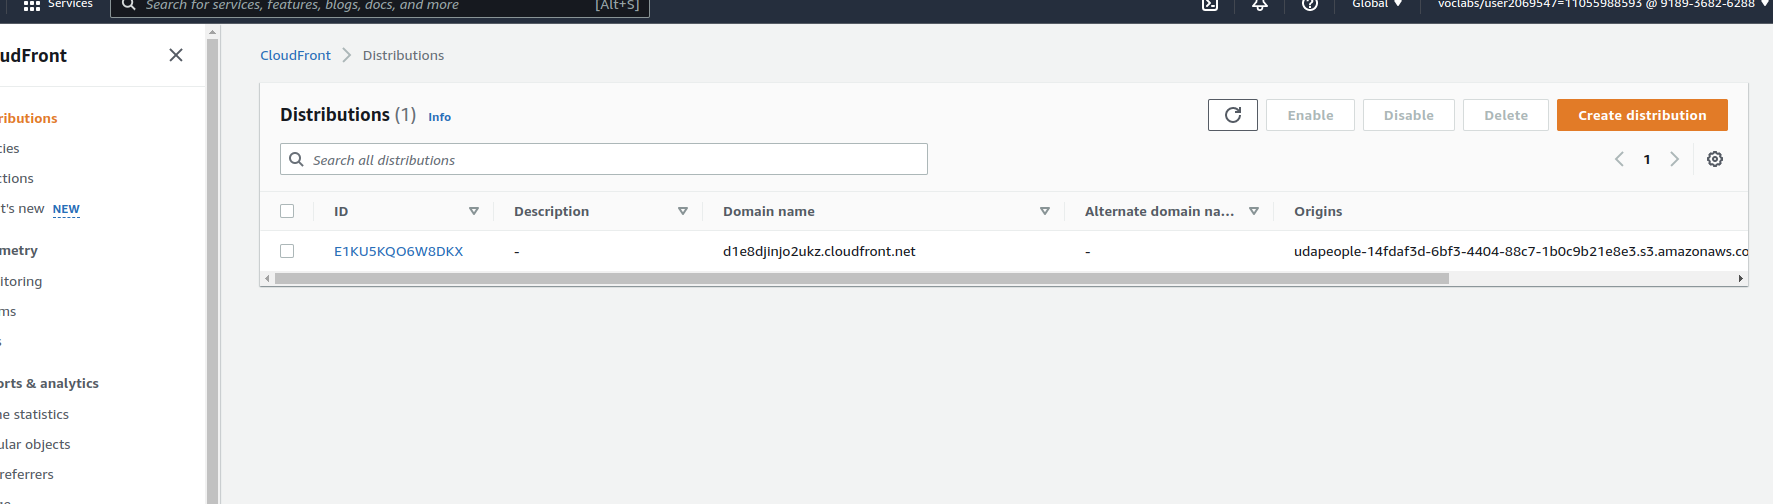 Services
Search for services, features, blogs, docs, and more
[Alt+S]
Global
voclabs/user2069547=11055988593 @ 9189-3682-6288
udFront
CloudFront
Distributions
ributions
cies
ctions
t's new NEW
metry
itoring
ms
s
orts & analytics
ne statistics
ular objects
referrers
Distributions (1) Info
Enable
Disable
Delete
Create distribution
Search all distributions
1
ID
Description
Domain name
Alternate domain na...
Origins
E1KU5KQO6W8DKX
-
d1e8djinjo2ukz.cloudfront.net
-
udapeople-14fdaf3d-6bf3-4404-88c7-1b0c9b21e8e3.s3.amazonaws.co